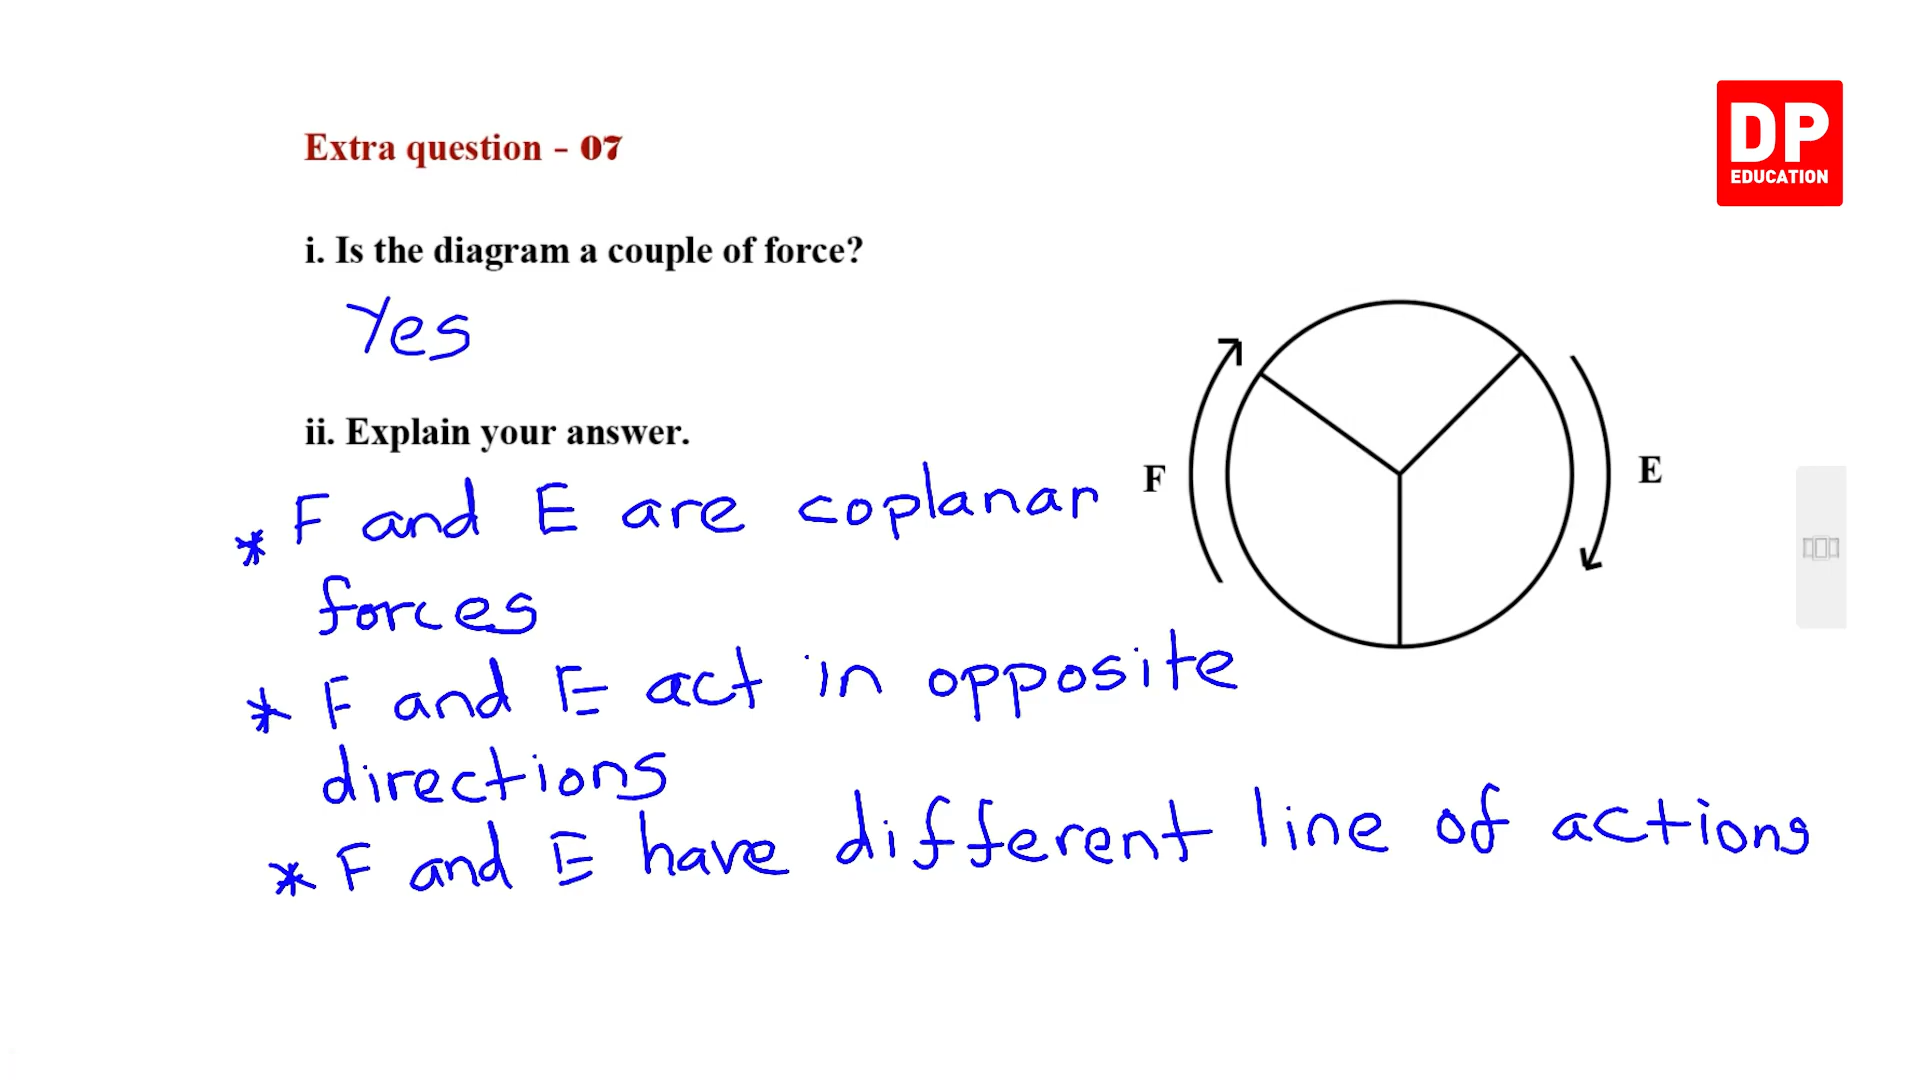 DP
EDUCATION
Extra question - 07
i. Is the diagram a couple of force?
Yes
ii. Explain your answer.
* F and E are coplanar
forces
* F and E act in opposite
directions
* F and E have different line of actions
F
E